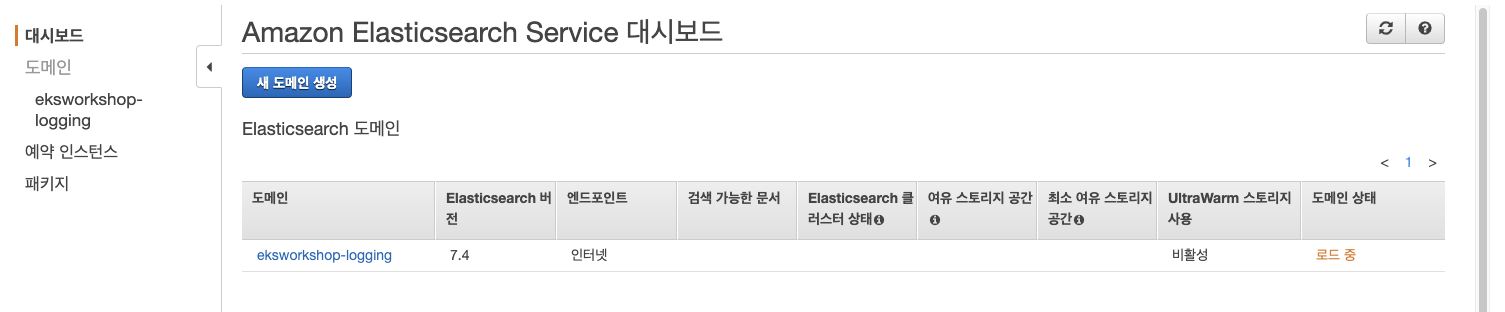 대시보드
도메인
eksworkshop-
logging
예약 인스턴스
패키지
Amazon Elasticsearch Service 대시보드
새 도메인 생성
Elasticsearch 도메인
< 1 >
도메인 Elasticsearch 버 엔드포인트 검색 가능한 문서 Elasticsearch 클 여유 스토리지 공간 최소 여유 스토리지 UltraWarm 스토리지 도메인 상태
전 러스터 상태 공간 사용
eksworkshop-logging 7.4 인터넷 비활성 로드 중